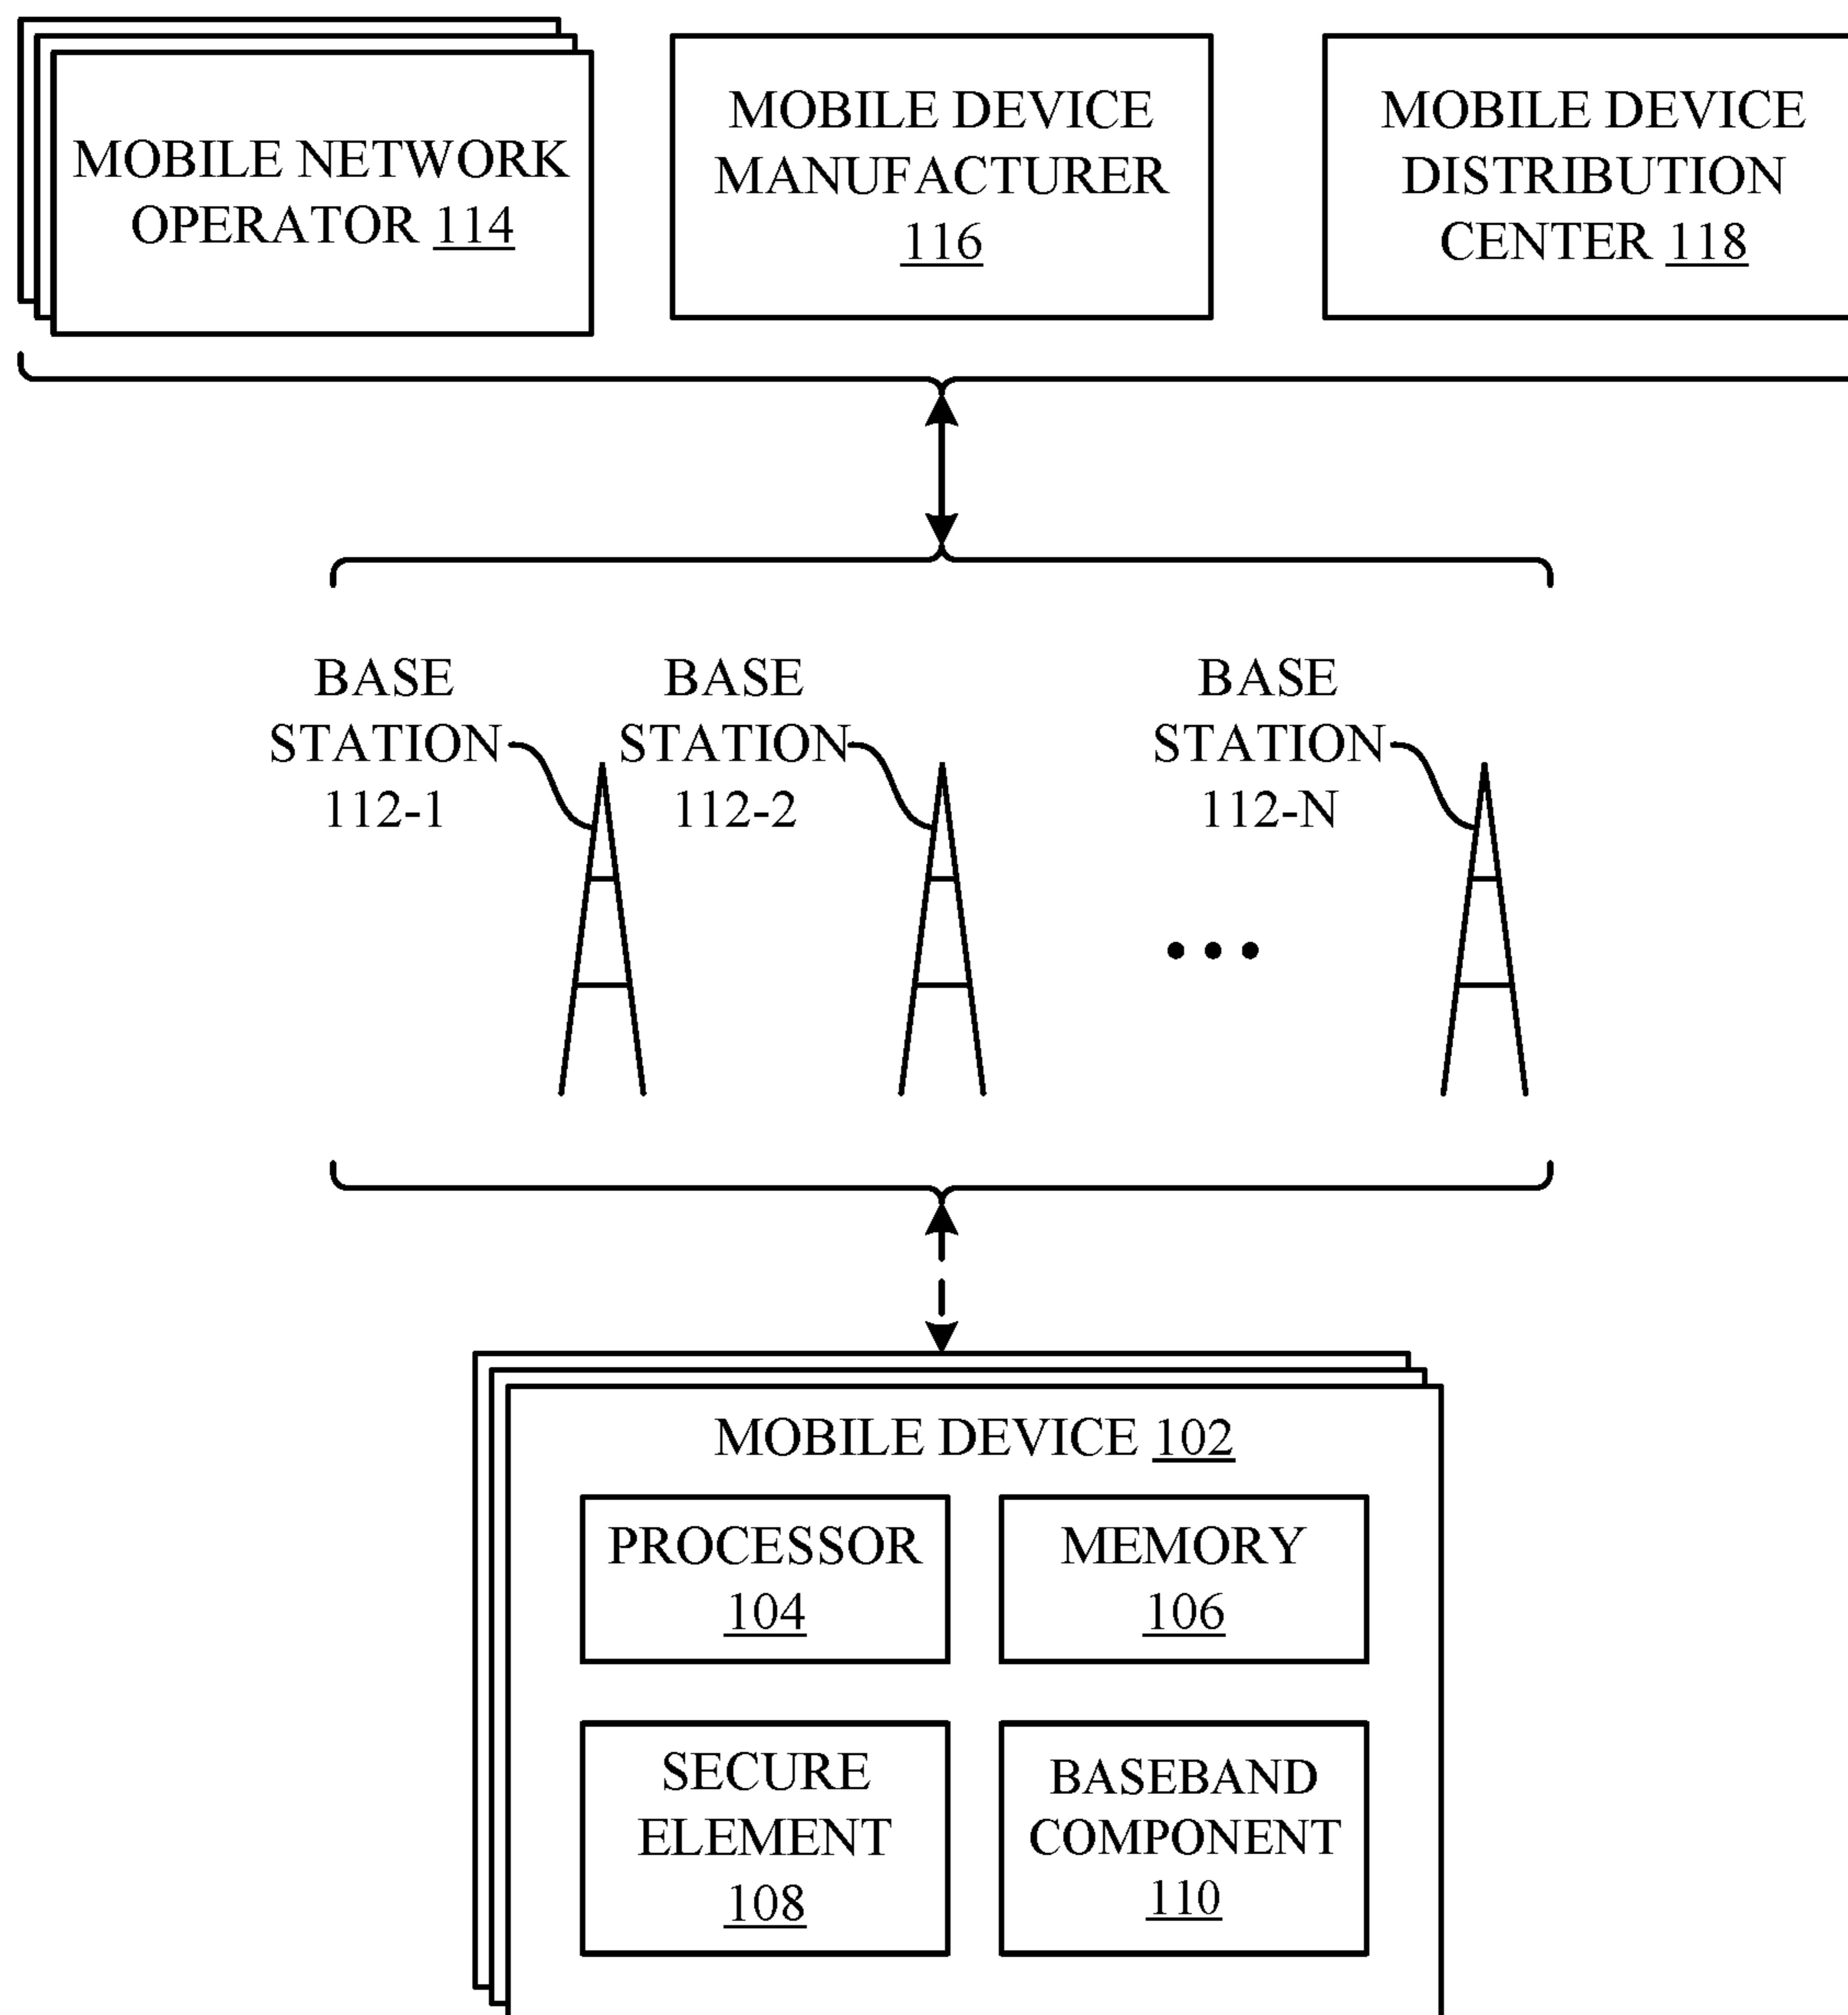 MOBILE NETWORK
OPERATOR 114
MOBILE DEVICE
MANUFACTURER
116
MOBILE DEVICE
DISTRIBUTION
CENTER 118
BASE
STATION
112-1
BASE
STATION
112-2
BASE
STATION
112-N
MOBILE DEVICE 102
PROCESSOR
104
MEMORY
106
SECURE
ELEMENT
108
BASEBAND
COMPONENT
110